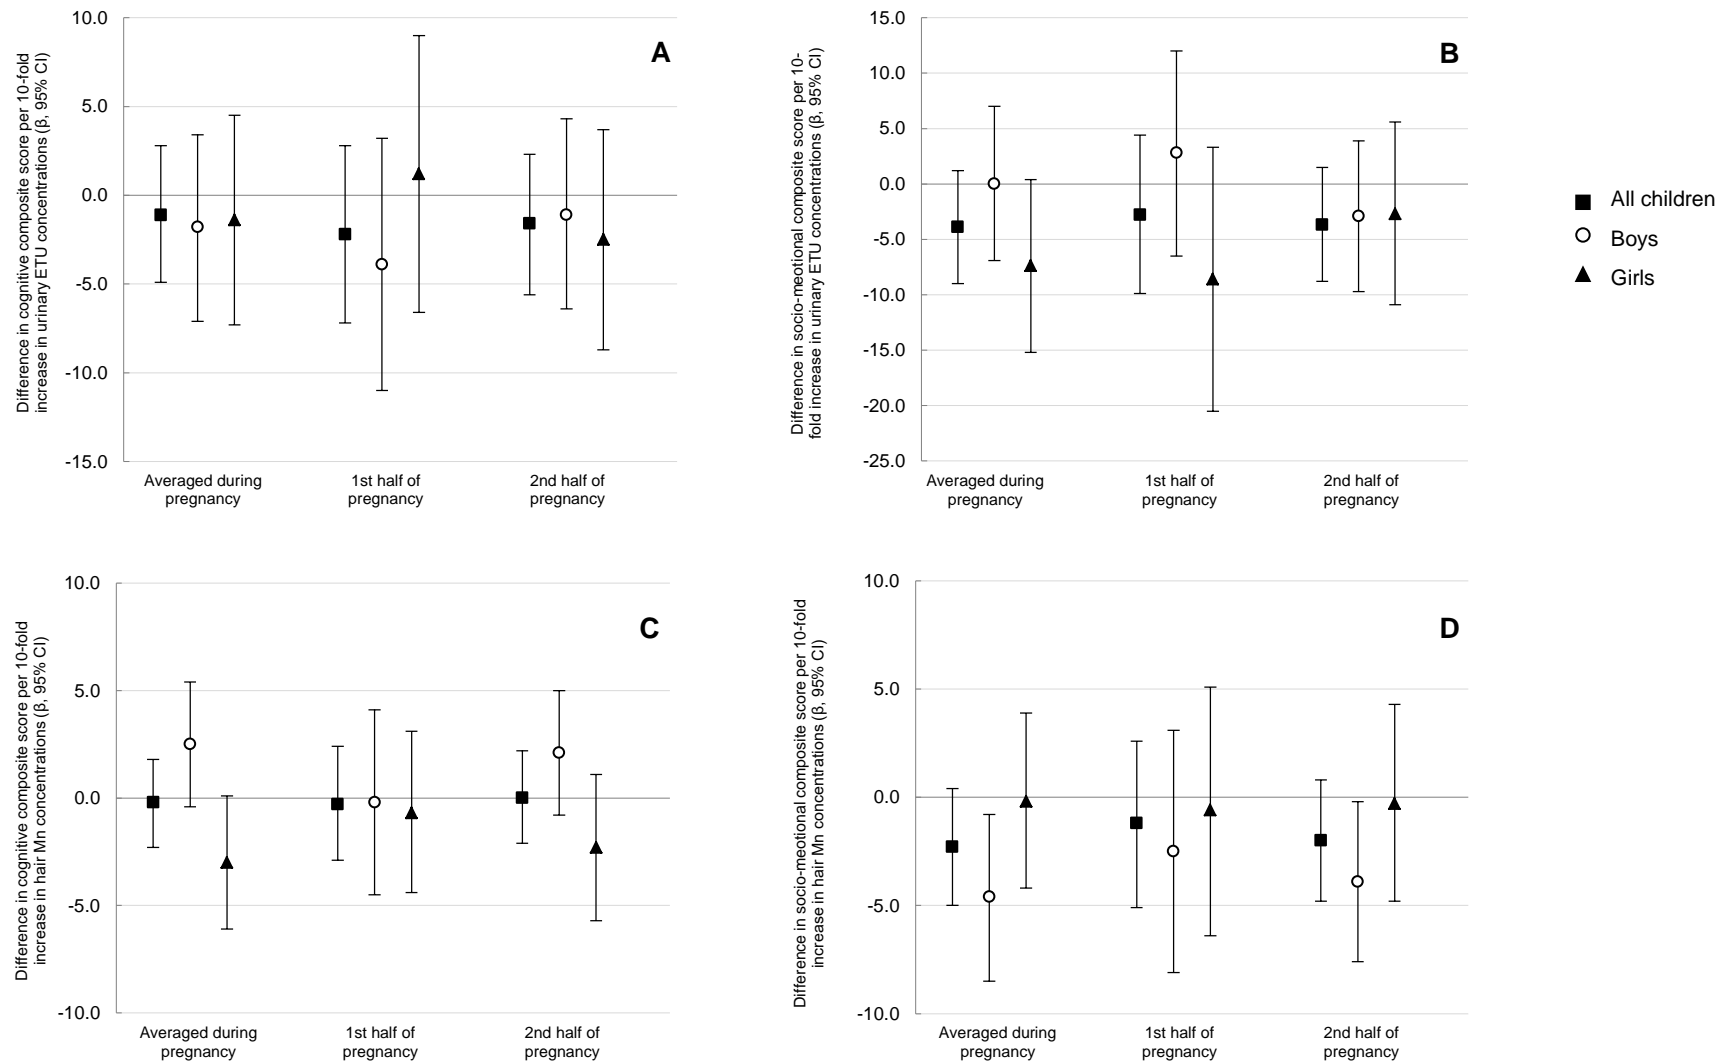 Difference in cognitive composite score per 10-fold
increase in urinary ETU concentrations (β, 95% CI)
10.0
5.0
0.0
-5.0
-10.0
-15.0
A
Averaged during
pregnancy
1st half of
pregnancy
2nd half of
pregnancy
Difference in socio-meotional composite score per 10-
fold increase in urinary ETU concentrations (β, 95% CI)
15.0
10.0
5.0
0.0
-5.0
-10.0
-15.0
-20.0
-25.0
B
Averaged during
pregnancy
1st half of
pregnancy
2nd half of
pregnancy
All children
Boys
Girls
Difference in cognitive composite score per 10-fold
increase in hair Mn concentrations (β, 95% CI)
10.0
5.0
0.0
-5.0
-10.0
C
Averaged during
pregnancy
1st half of
pregnancy
2nd half of
pregnancy
Difference in socio-meotional composite score per 10-fold
increase in hair Mn concentrations (β, 95% CI)
10.0
5.0
0.0
-5.0
-10.0
D
Averaged during
pregnancy
1st half of
pregnancy
2nd half of
pregnancy